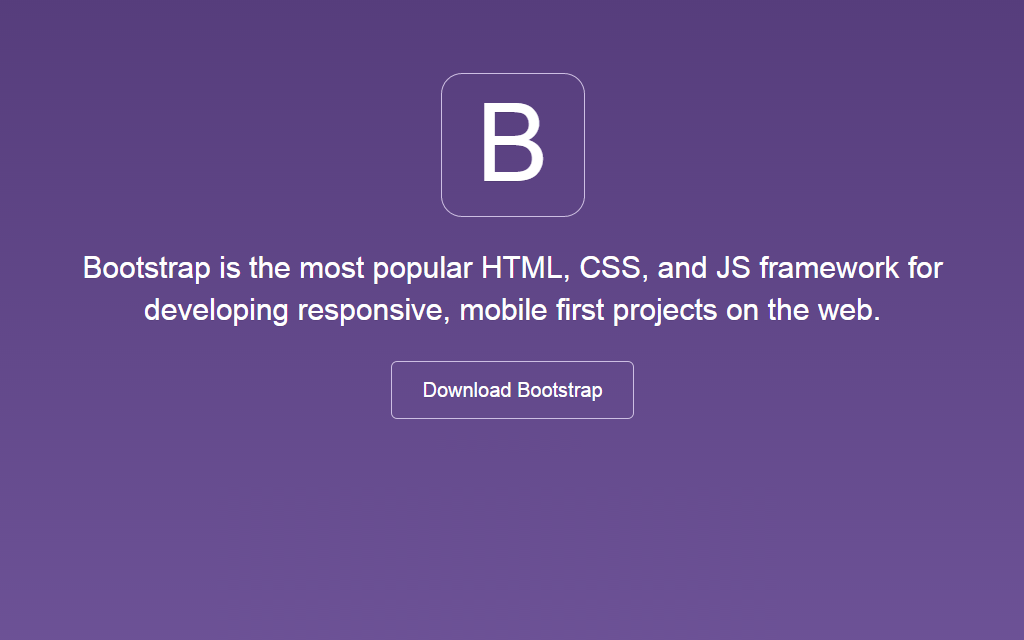 B
Bootstrap is the most popular HTML, CSS, and JS framework for
developing responsive, mobile first projects on the web.
Download Bootstrap